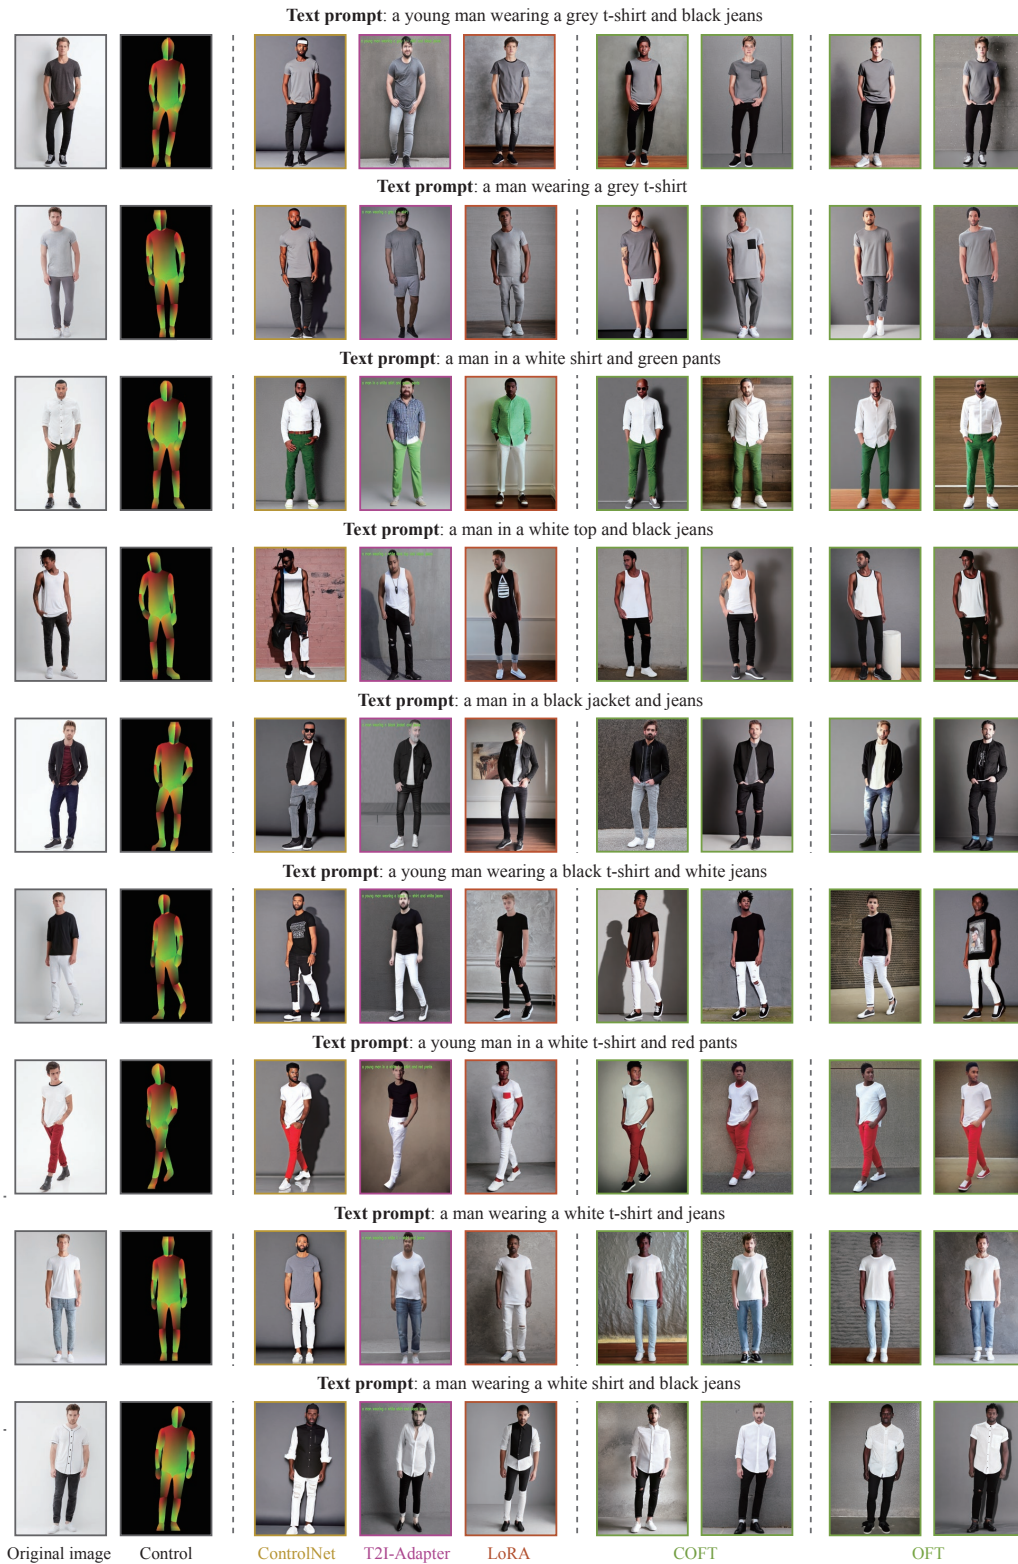 Text prompt: a young man wearing a grey t-shirt and black jeans
Text prompt: a man wearing a grey t-shirt
Text prompt: a man in a white shirt and green pants
Text prompt: a man in a white top and black jeans
Text prompt: a man in a black jacket and jeans
Text prompt: a young man wearing a black t-shirt and white jeans
Text prompt: a young man in a white t-shirt and red pants
Text prompt: a man wearing a white t-shirt and jeans
Text prompt: a man wearing a white shirt and black jeans
Original image Control ControlNet T2I-Adapter LoRA COFT OFT